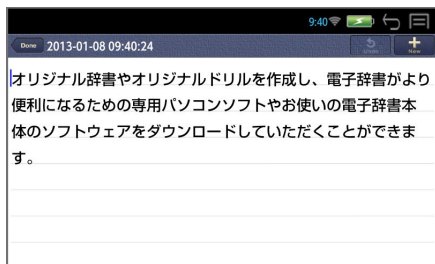 9:40
Done 2013-01-08 09:40:24 Undo New
オリジナル辞書やオリジナルドリルを作成し、電子辞書がより
便利になるための専用パソコンソフトやお使いの電子辞書本
体のソフトウェアをダウンロードしていただくことができま
す。